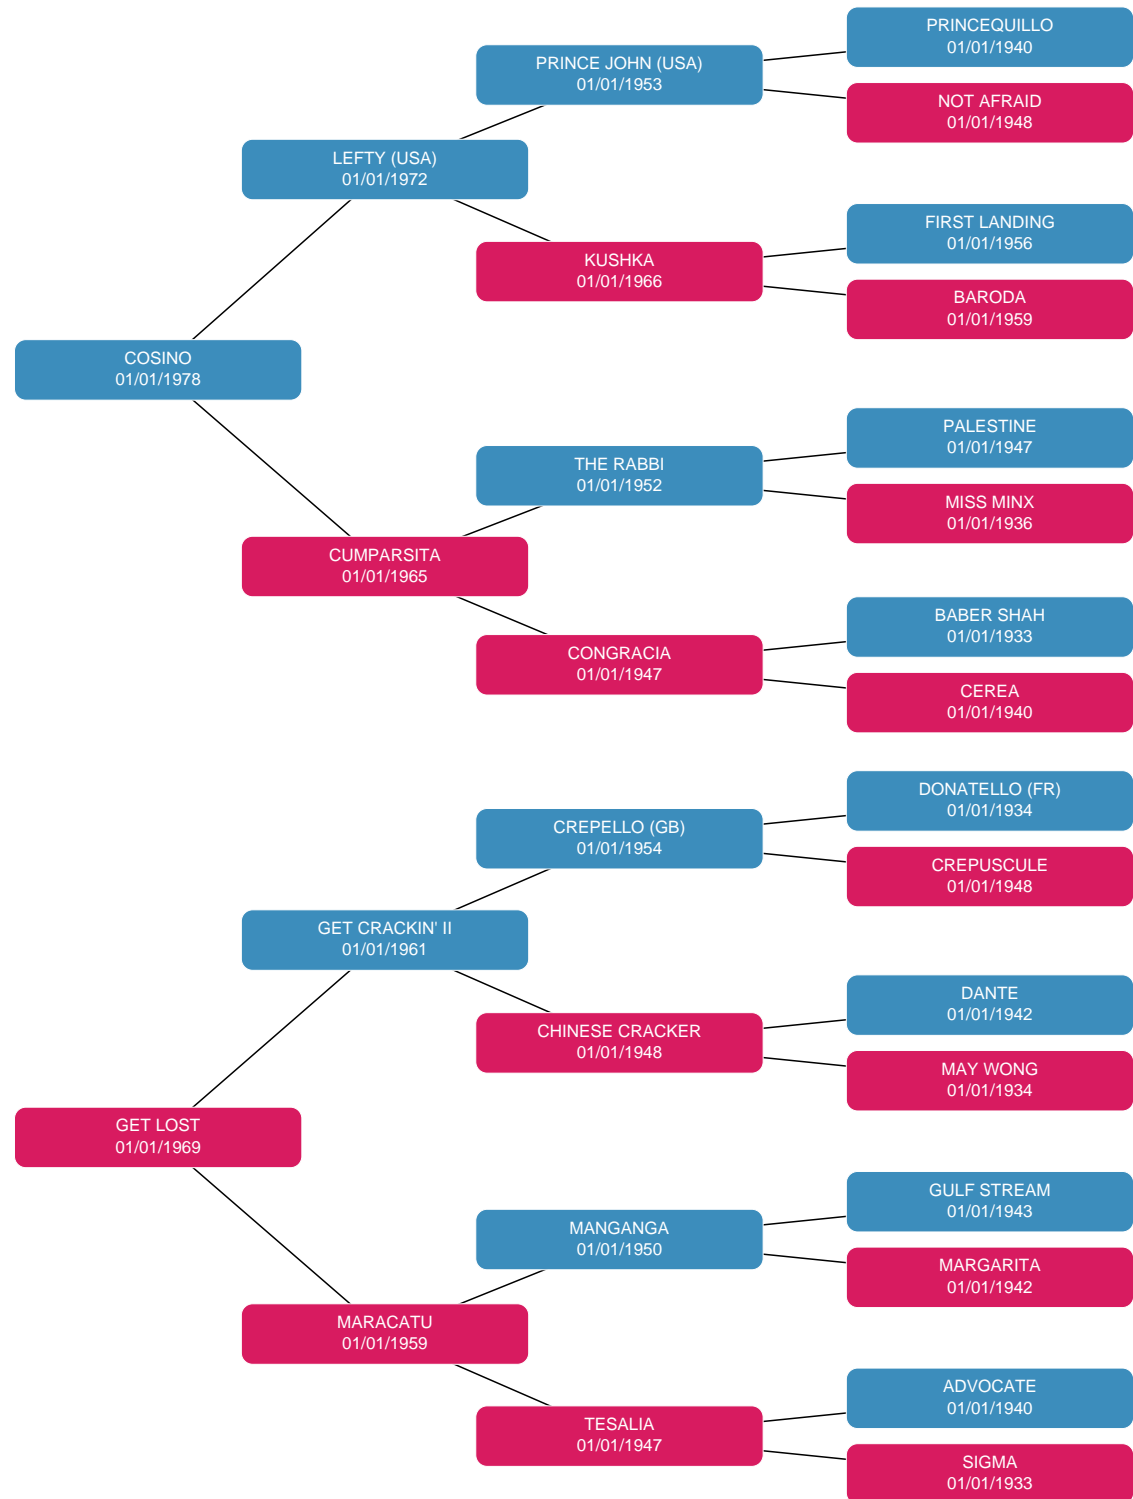 PRINCEQUILLO
01/01/1940
PRINCE JOHN (USA)
01/01/1953
NOT AFRAID
01/01/1948
LEFTY (USA)
01/01/1972
FIRST LANDING
01/01/1956
KUSHKA
01/01/1966
BARODA
01/01/1959
COSINO
01/01/1978
PALESTINE
01/01/1947
THE RABBI
01/01/1952
MISS MINX
01/01/1936
CUMPARSITA
01/01/1965
BABER SHAH
01/01/1933
CONGRACIA
01/01/1947
CEREA
01/01/1940
DONATELLO (FR)
01/01/1934
CREPELLO (GB)
01/01/1954
CREPUSCULE
01/01/1948
GET CRACKIN' II
01/01/1961
DANTE
01/01/1942
CHINESE CRACKER
01/01/1948
MAY WONG
01/01/1934
GET LOST
01/01/1969
GULF STREAM
01/01/1943
MANGANGA
01/01/1950
MARGARITA
01/01/1942
MARACATU
01/01/1959
ADVOCATE
01/01/1940
TESALIA
01/01/1947
SIGMA
01/01/1933